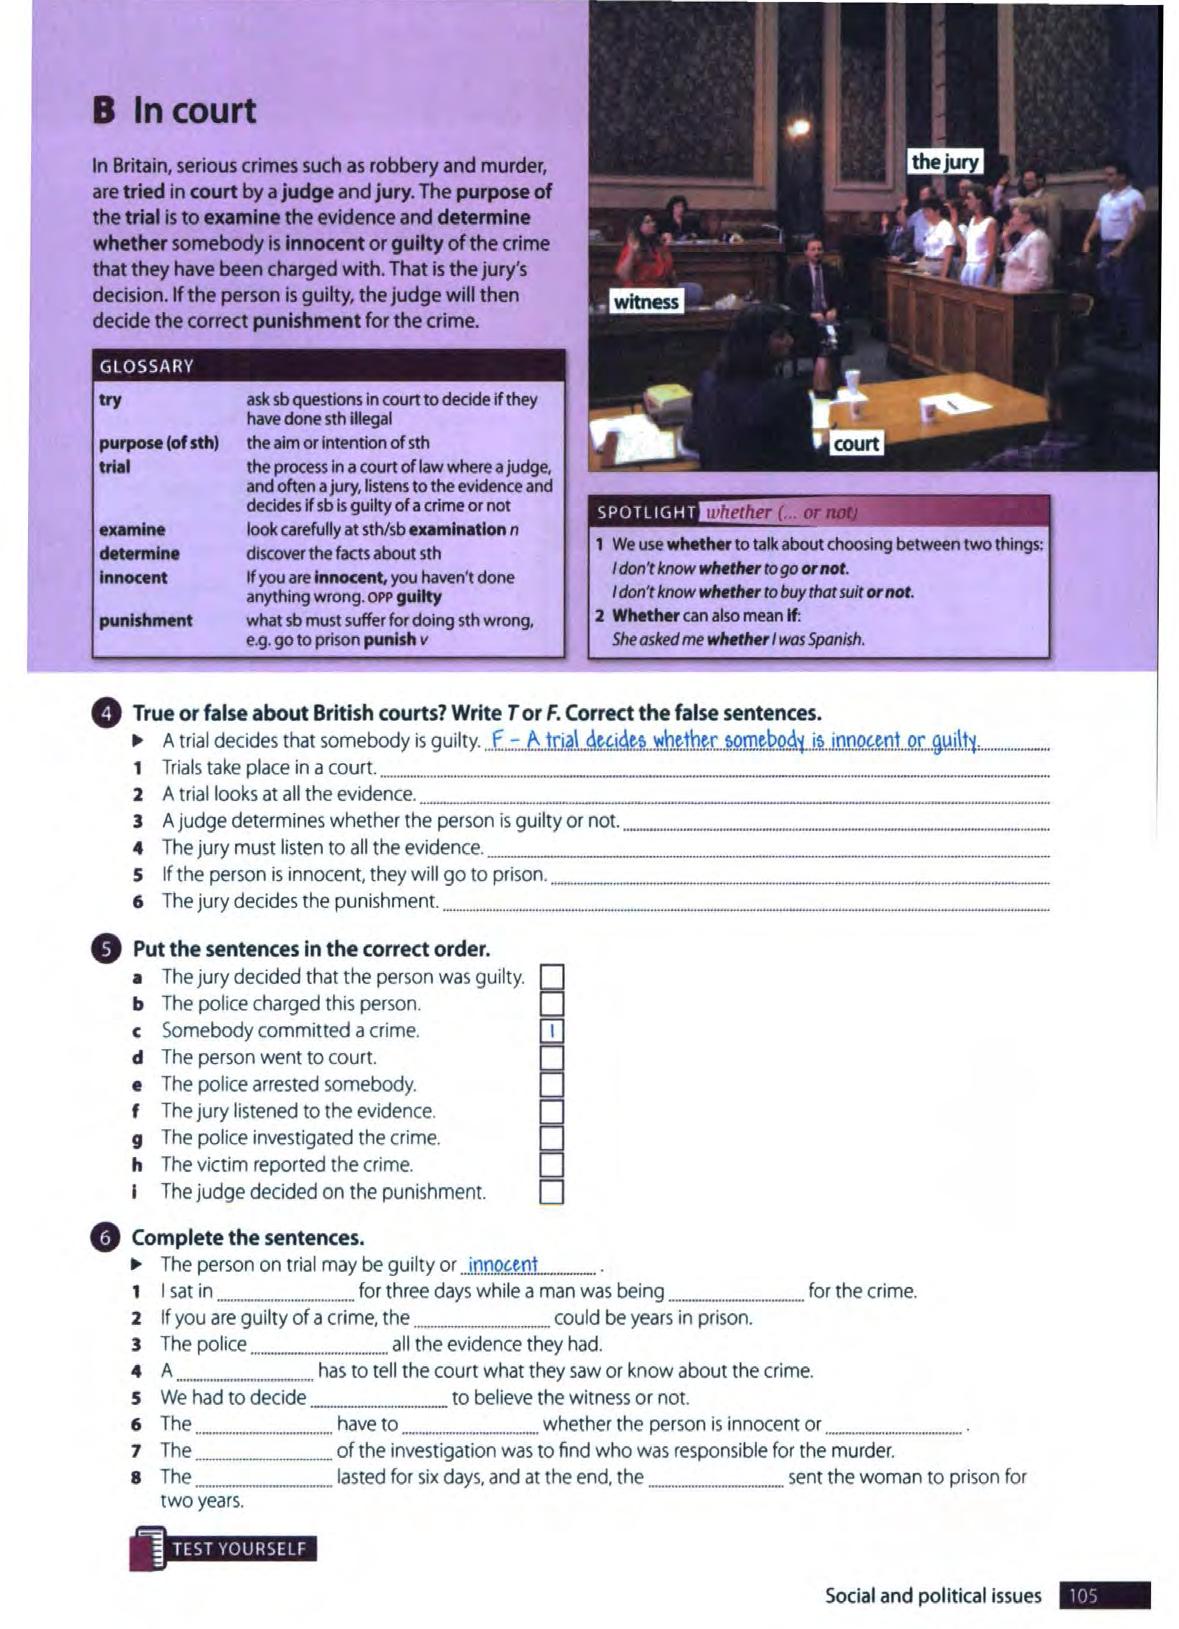 B In court
In Britain, serious crimes such as robbery and murder,
are tried in court by a judge and jury. The purpose of
the trial is to examine the evidence and determine
whether somebody is innocent or guilty of the crime
that they have been charged with. That is the jury's
decision. If the person is guilty, the judge will then
decide the correct punishment for the crime.
the jury
witness
court
GLOSSARY
try ask sb questions in court to decide if they
have done sth illegal
purpose (of sth) the aim or intention of sth
trial the process in a court of law where a judge,
and often a jury, listens to the evidence and
decides if sb is guilty of a crime or not
examine look carefully at sth/sb examination n
determine discover the facts about sth
innocent If you are innocent, you haven't done
anything wrong. OPP guilty
punishment what sb must suffer for doing sth wrong,
e.g. go to prison punish v
SPOTLIGHT whether (... or not)
1 We use whether to talk about choosing between two things:
I don't know whether to go or not.
I don't know whether to buy that suit or not.
2 Whether can also mean if:
She asked me whether I was Spanish.
4 True or false about British courts? Write T or F. Correct the false sentences.
► A trial decides that somebody is guilty. F – A trial decides whether somebody is innocent or guilty.
1 Trials take place in a court.
2 A trial looks at all the evidence.
3 A judge determines whether the person is guilty or not.
4 The jury must listen to all the evidence.
5 If the person is innocent, they will go to prison.
6 The jury decides the punishment.
5 Put the sentences in the correct order.
a The jury decided that the person was guilty.
b The police charged this person.
c Somebody committed a crime. 1
d The person went to court.
e The police arrested somebody.
f The jury listened to the evidence.
g The police investigated the crime.
h The victim reported the crime.
i The judge decided on the punishment.
6 Complete the sentences.
► The person on trial may be guilty or innocent .
1 I sat in for three days while a man was being for the crime.
2 If you are guilty of a crime, the could be years in prison.
3 The police all the evidence they had.
4 A has to tell the court what they saw or know about the crime.
5 We had to decide to believe the witness or not.
6 The have to whether the person is innocent or .
7 The of the investigation was to find who was responsible for the murder.
8 The lasted for six days, and at the end, the sent the woman to prison for
two years.
TEST YOURSELF
Social and political issues 105